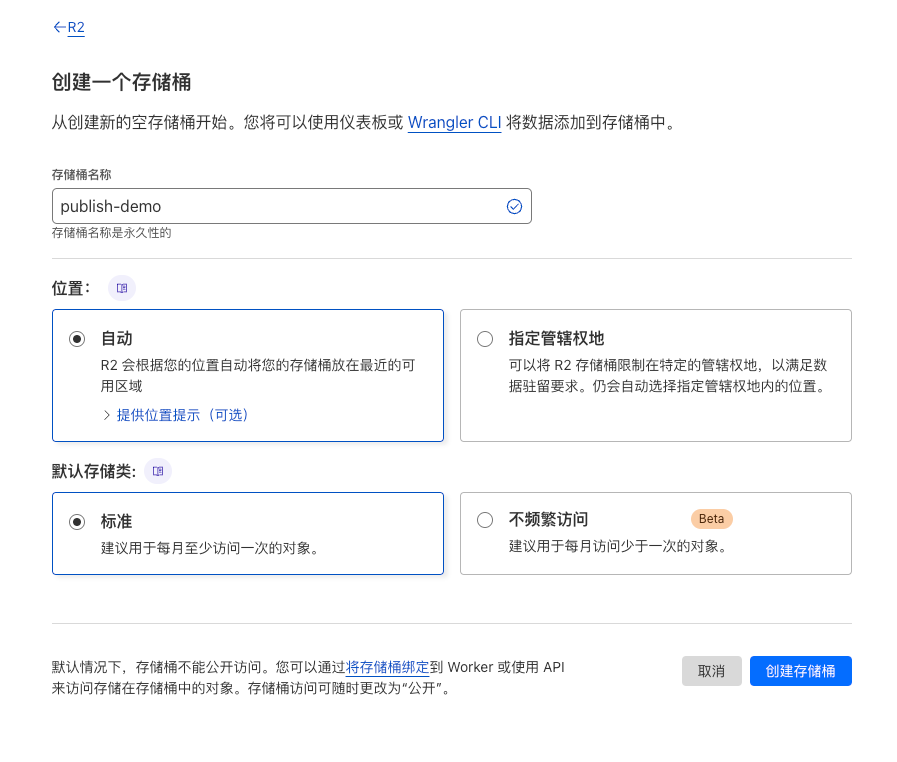 ←R2
创建一个存储桶
从创建新的空存储桶开始。您将可以使用仪表板或 Wrangler CLI 将数据添加到存储桶中。
存储桶名称
publish-demo
存储桶名称是永久性的
位置：
自动
R2 会根据您的位置自动将您的存储桶放在最近的可
用区域
提供位置提示（可选）
指定管辖权地
可以将 R2 存储桶限制在特定的管辖权地，以满足数
据驻留要求。仍会自动选择指定管辖权地内的位置。
默认存储类:
标准
建议用于每月至少访问一次的对象。
不频繁访问 Beta
建议用于每月访问少于一次的对象。
默认情况下，存储桶不能公开访问。您可以通过将存储桶绑定到 Worker 或使用 API
来访问存储在存储桶中的对象。存储桶访问可随时更改为“公开”。
取消 创建存储桶